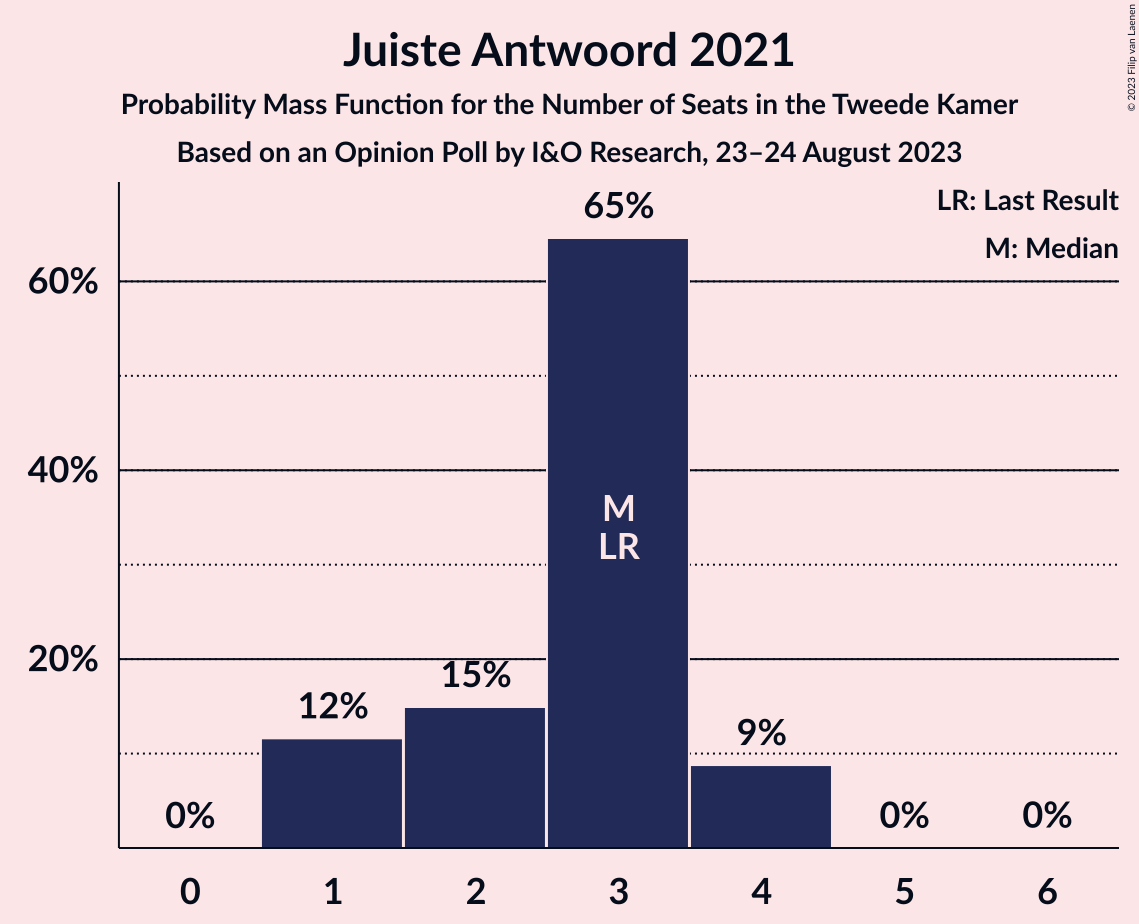 Juiste Antwoord 2021
Probability Mass Function for the Number of Seats in the Tweede Kamer
Based on an Opinion Poll by I&O Research, 23–24 August 2023
© 2023 Filip van Laenen
LR: Last Result
M: Median
65%
60%
40%
M
LR
20%
15%
12%
9%
0%
0%
0%
0
1
2
3
4
5
6